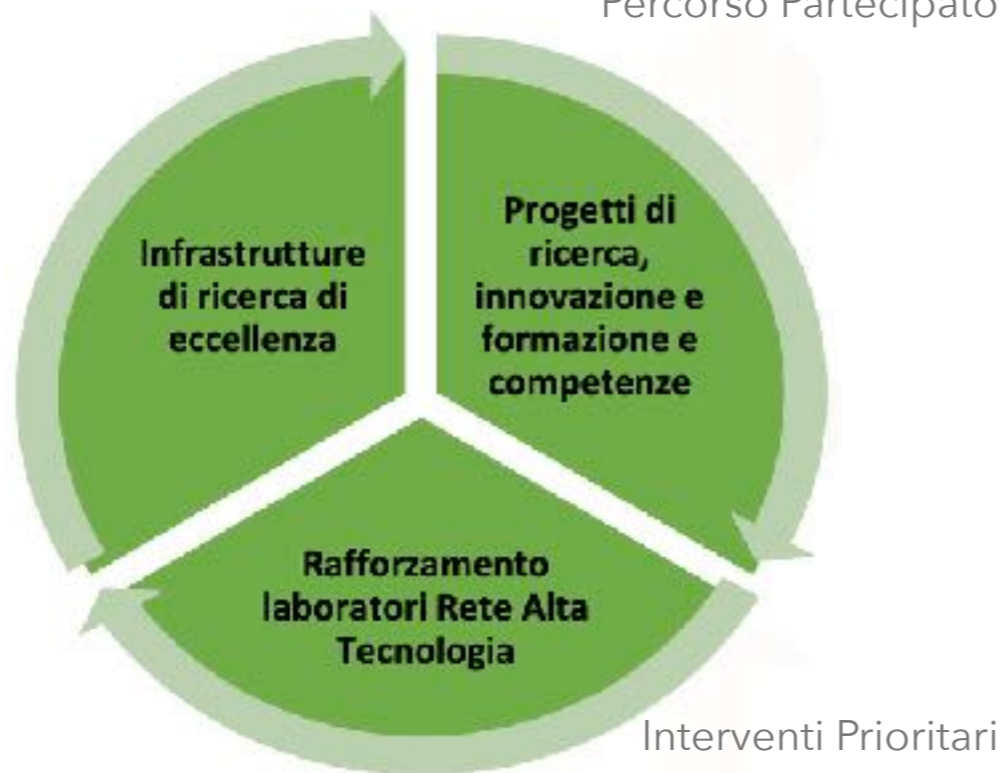 Percorso Partecipato
Infrastrutture
di ricerca di
eccellenza
Progetti di
ricerca,
innovazione e
formazione e
competenze
Rafforzamento
laboratori Rete Alta
Tecnologia
Interventi Prioritari